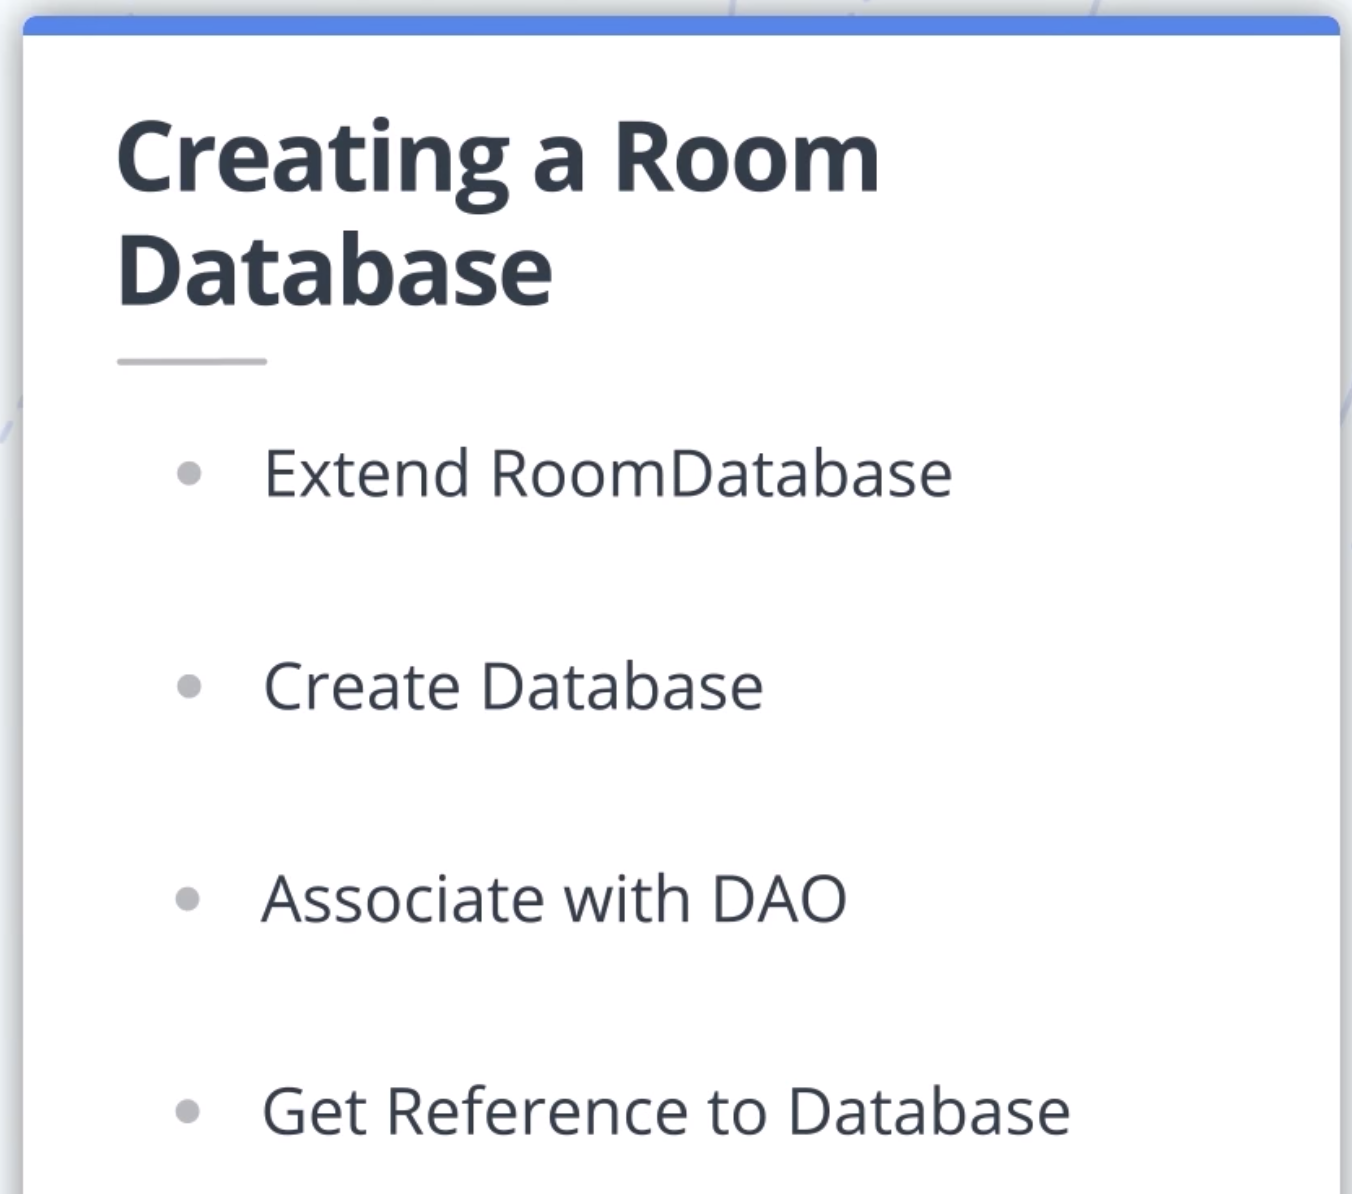 Creating a Room
Database
Extend RoomDatabase
Create Database
Associate with DAO
Get Reference to Database